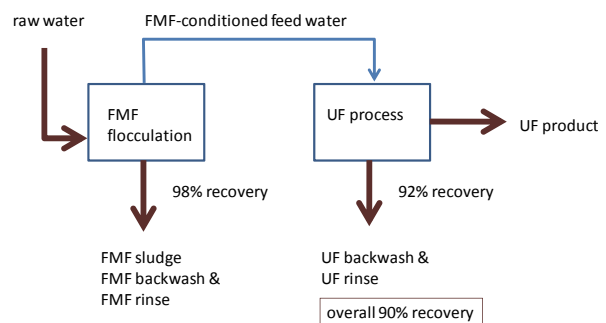 raw water
FMF-conditioned feed water
FMF
flocculation
UF process
UF product
98% recovery
92% recovery
FMF sludge
FMF backwash &
FMF rinse
UF backwash &
UF rinse
overall 90% recovery